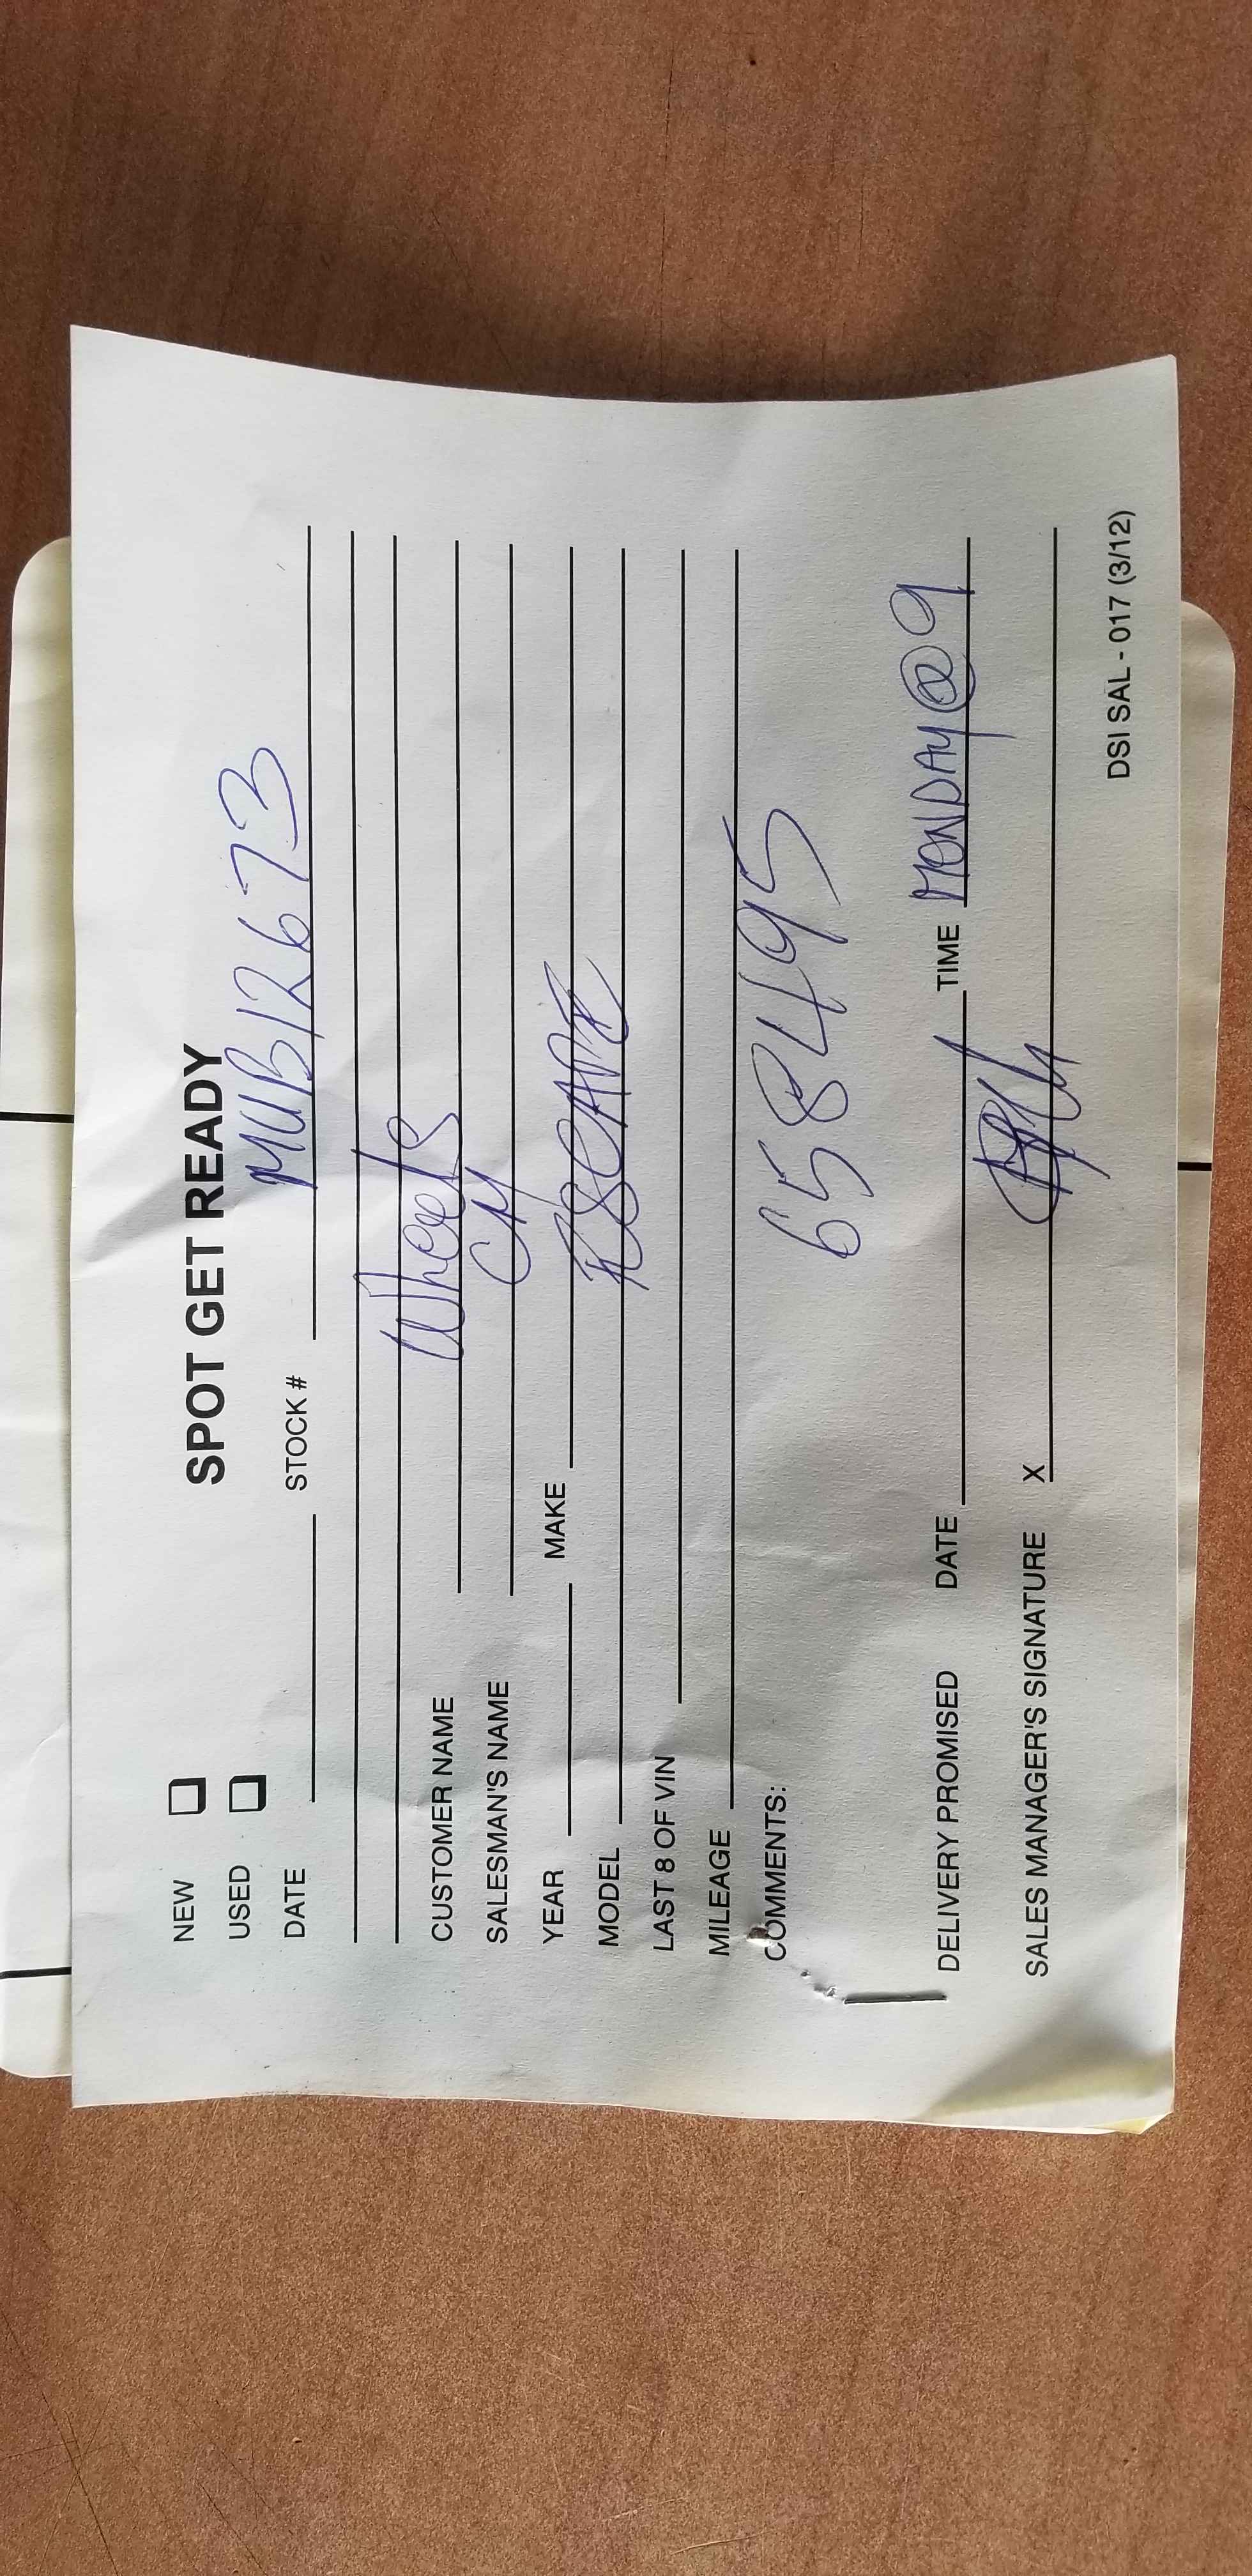 SPOT GET READY
NEW
USED
DATE STOCK # MUB12673
CUSTOMER NAME Wheels
SALESMAN'S NAME CM
YEAR MAKE
MODEL ESCAPE
LAST 8 OF VIN
MILEAGE
COMMENTS: 658495
DELIVERY PROMISED DATE TIME MONDAY@9
SALES MANAGER'S SIGNATURE X
DSI SAL - 017 (3/12)